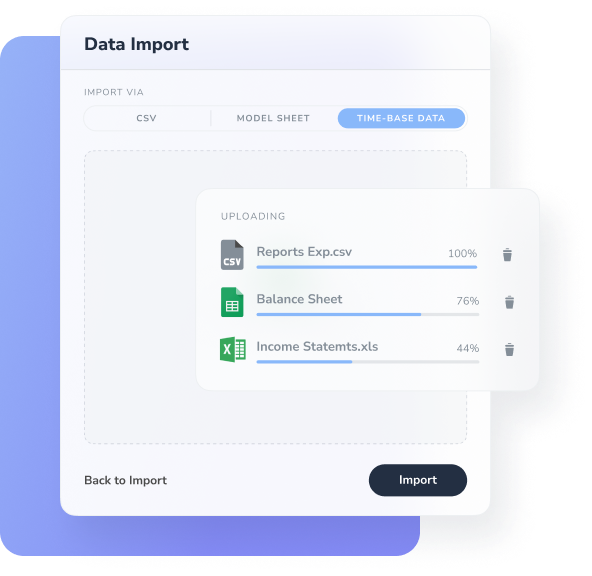 Data Import
IMPORT VIA
CSV MODEL SHEET TIME-BASE DATA
UPLOADING
CSV Reports Exp.csv 100%
Balance Sheet 76%
X Income Statemts.xls 44%
Back to Import Import